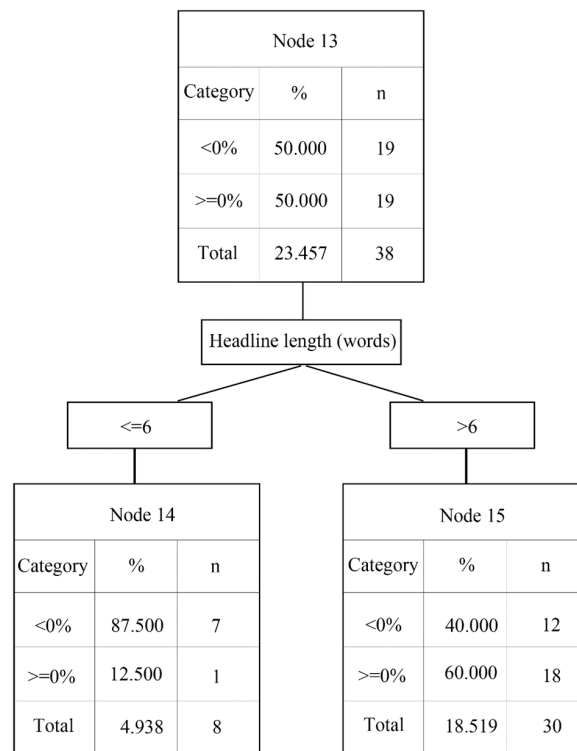 Node 13
Category % n
<0% 50.000 19
>=0% 50.000 19
Total 23.457 38
Headline length (words)
<=6
>6
Node 14
Category % n
<0% 87.500 7
>=0% 12.500 1
Total 4.938 8
Node 15
Category % n
<0% 40.000 12
>=0% 60.000 18
Total 18.519 30